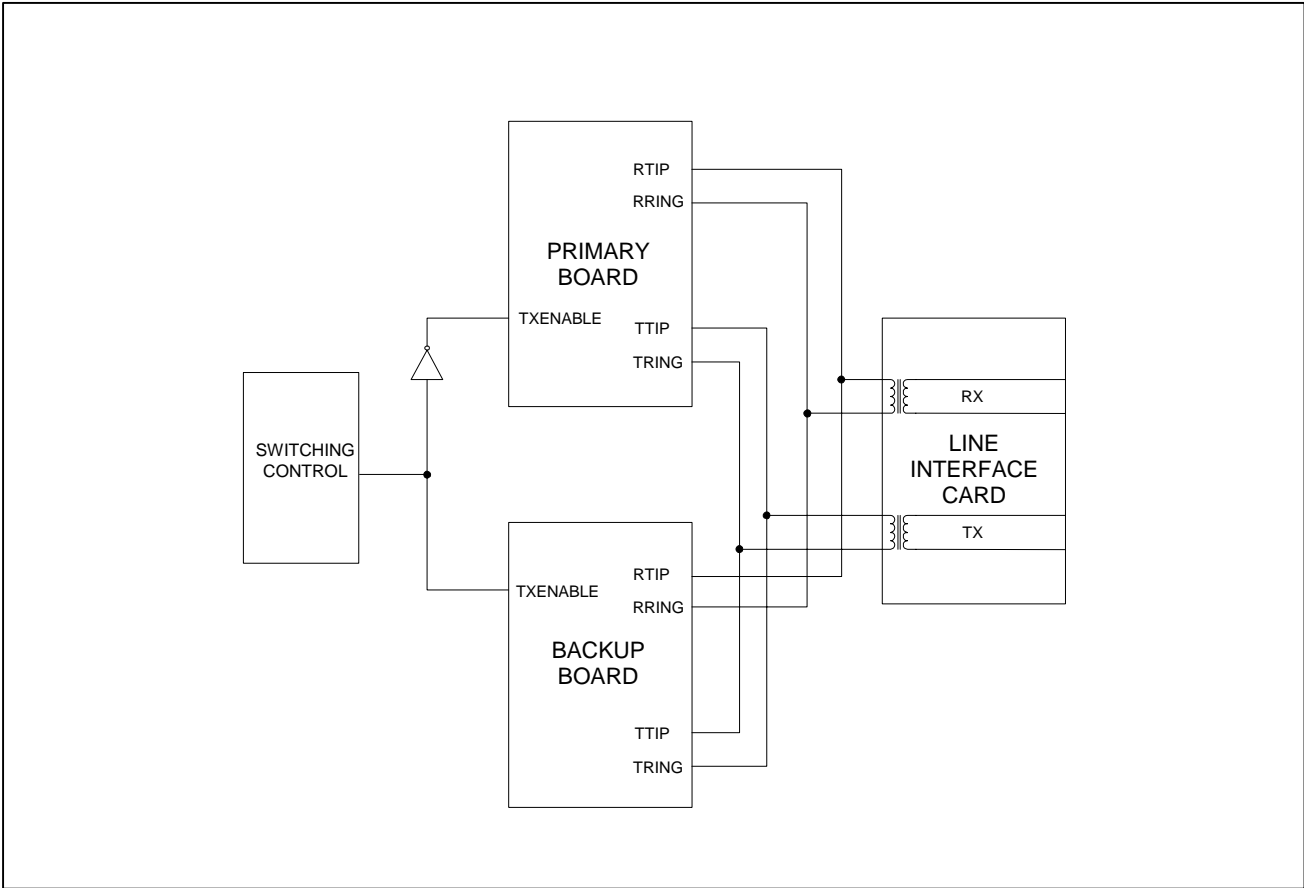 RTIP
RRING
PRIMARY
BOARD
TXENABLE
TTIP
TRING
SWITCHING
CONTROL
RX
LINE
INTERFACE
CARD
TX
RTIP
TXENABLE
RRING
BACKUP
BOARD
TTIP
TRING